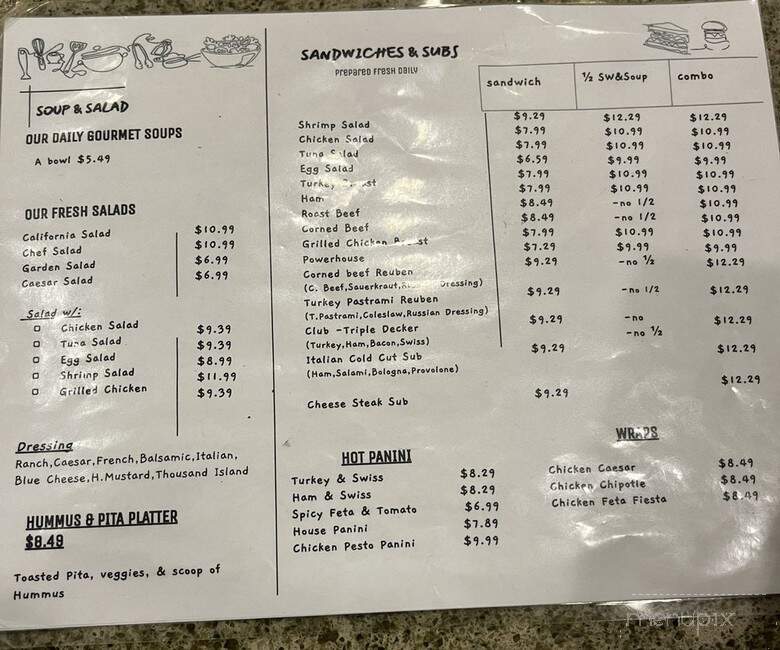 SOUP & SALAD
OUR DAILY GOURMET SOUPS
A bowl $5.49
OUR FRESH SALADS
California Salad $10.99
Chef Salad $10.99
Garden Salad $6.99
Caesar Salad $6.99
Salad w/:
Chicken Salad $9.39
Tuna Salad $9.39
Egg Salad $8.99
Shrimp Salad $11.99
Grilled Chicken $9.39
Dressing
Ranch,Caesar,French,Balsamic,Italian,
Blue Cheese,H.Mustard,Thousand Island
HUMMUS & PITA PLATTER
$8.49
Toasted Pita, veggies, & scoop of
Hummus
SANDWICHES & SUBS
PREPARED FRESH DAILY
sandwich ½ SW&Soup combo
Shrimp Salad $9.29 $12.29 $12.29
Chicken Salad $7.99 $10.99 $10.99
Tuna Salad $7.99 $10.99 $10.99
Egg Salad $6.59 $9.99 $9.99
Turkey $7.99 $10.99 $10.99
Ham $7.99 $10.99 $10.99
Roast Beef $8.49 -no 1/2 $10.99
Corned Beef $8.49 -no 1/2 $10.99
Grilled Chicken $7.99 $10.99 $10.99
Powerhouse $7.29 $9.99 $9.99
Corned beef Reuben $9.29 -no ½ $12.29
(C. Beef,Sauerkraut, Dressing)
Turkey Pastrami Reuben $9.29 -no 1/2 $12.29
(T.Pastrami,Coleslaw,Russian Dressing)
Club -Triple Decker $9.29 -no $12.29
-no ½
(Turkey,Ham,Bacon,Swiss)
Italian Cold Cut Sub $9.29 $12.29
(Ham,Salami,Bologna,Provolone)
Cheese Steak Sub $9.29 $12.29
HOT PANINI
Turkey & Swiss $8.29
Ham & Swiss $8.29
Spicy Feta & Tomato $6.99
House Panini $7.89
Chicken Pesto Panini $9.99
WRAPS
Chicken Caesar $8.49
Chicken Chipotle $8.49
Chicken Feta Fiesta $8.49
menupix